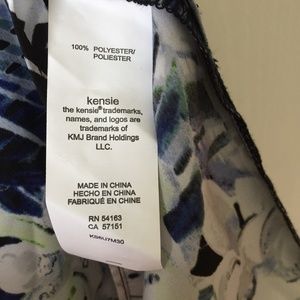 100% POLYESTER/
POLIESTER
kensie
the kensie® trademarks,
names, and logos are
trademarks of
KMJ Brand Holdings
LLC.
MADE IN CHINA
HECHO EN CHINA
FABRIQUÉ EN CHINE
RN 54163
CA 57151